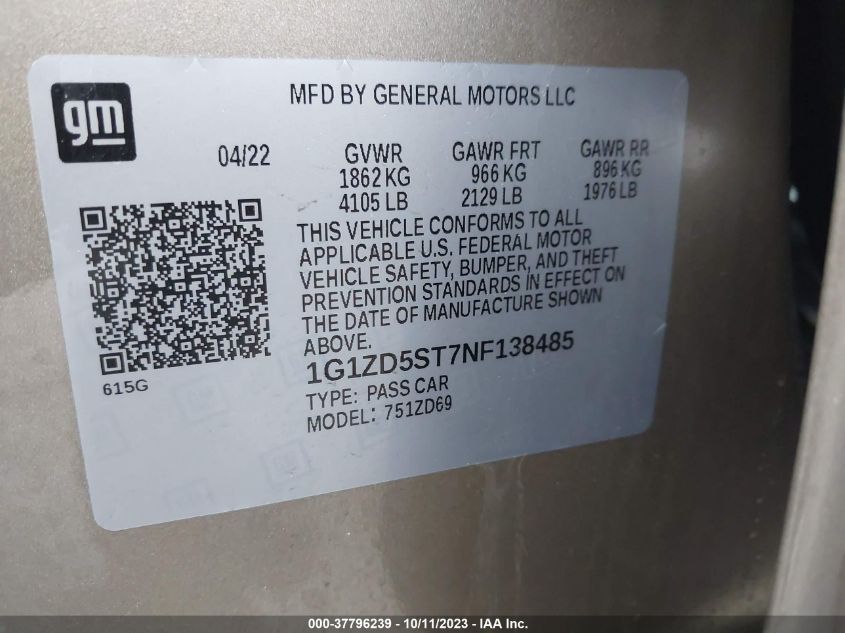 gm
MFD BY GENERAL MOTORS LLC
04/22 GVWR GAWR FRT GAWR RR
1862 KG 966 KG 896 KG
4105 LB 2129 LB 1976 LB
THIS VEHICLE CONFORMS TO ALL
APPLICABLE U.S. FEDERAL MOTOR
VEHICLE SAFETY, BUMPER, AND THEFT
PREVENTION STANDARDS IN EFFECT ON
THE DATE OF MANUFACTURE SHOWN
ABOVE.
1G1ZD5ST7NF138485
615G
TYPE: PASS CAR
MODEL: 751ZD69
000-37796239 - 10/11/2023 - IAA Inc.